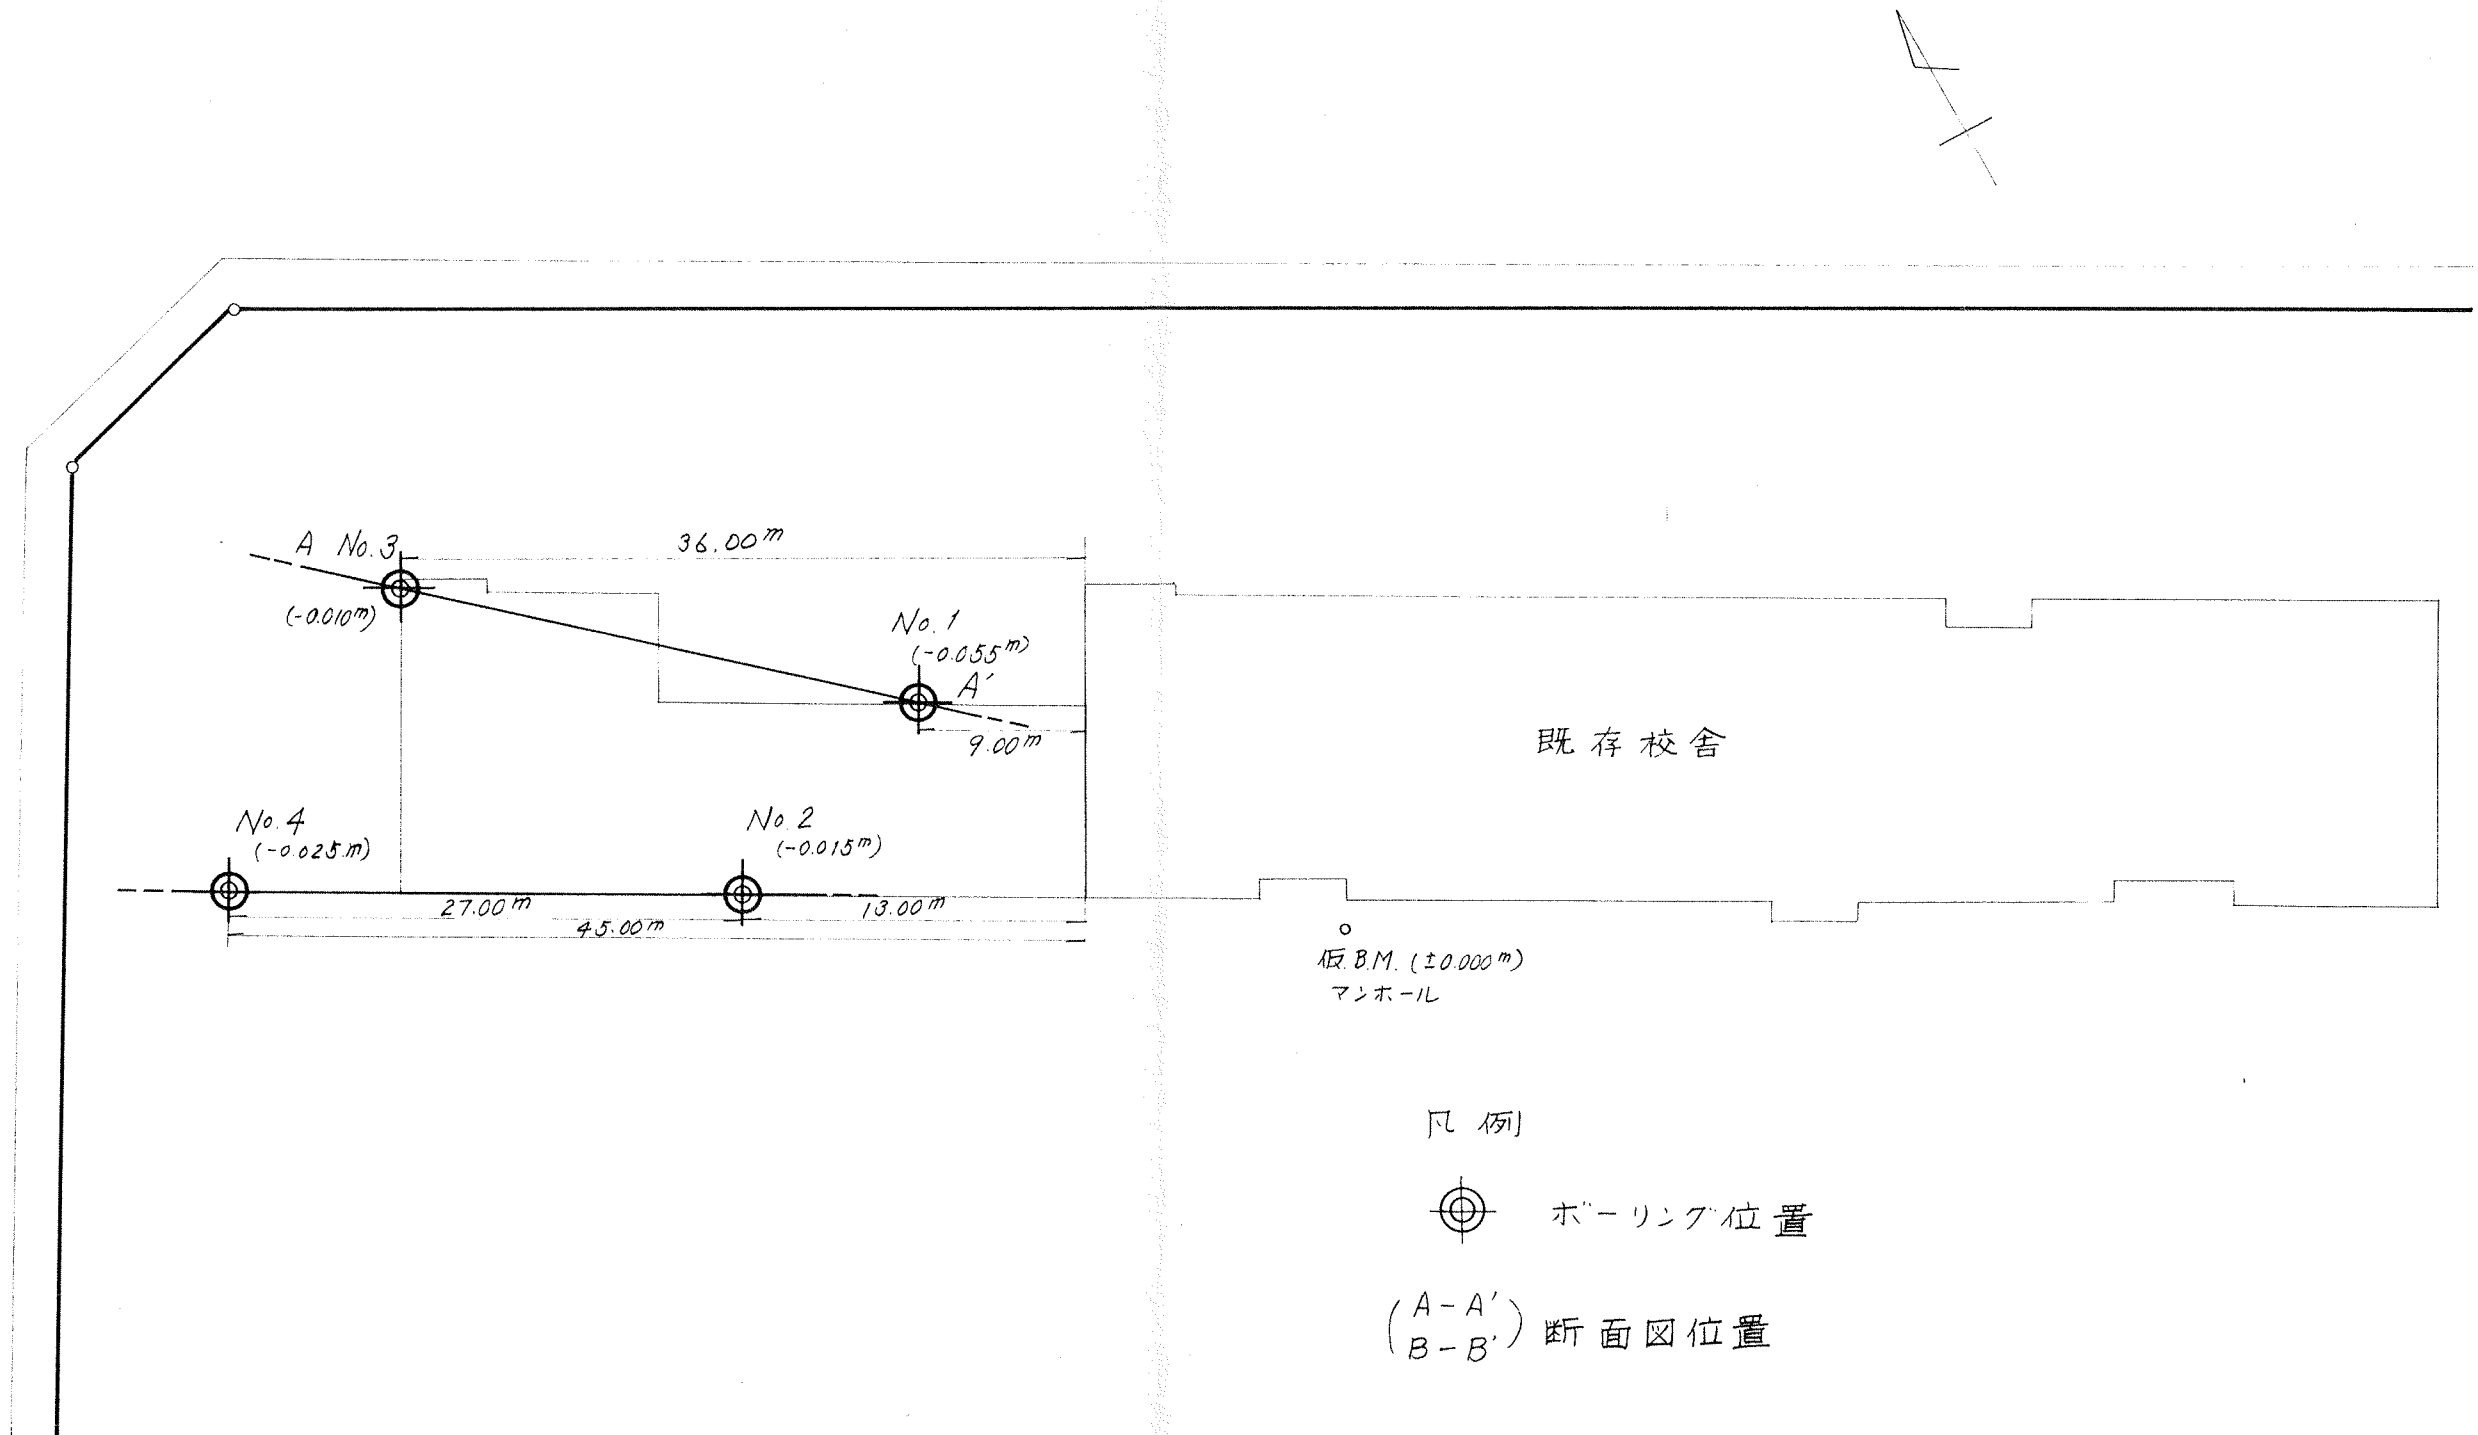 A No.3
36.00m
(-0.010m)
No.1
(-0.055m)
A'
9.00m
既存校舎
No.4
(-0.025m)
No.2
(-0.015m)
27.00m
13.00m
45.00m
仮.B.M. (±0.000m)
マンホール
凡例
ボーリング位置
(A-A'
B-B') 断面図位置